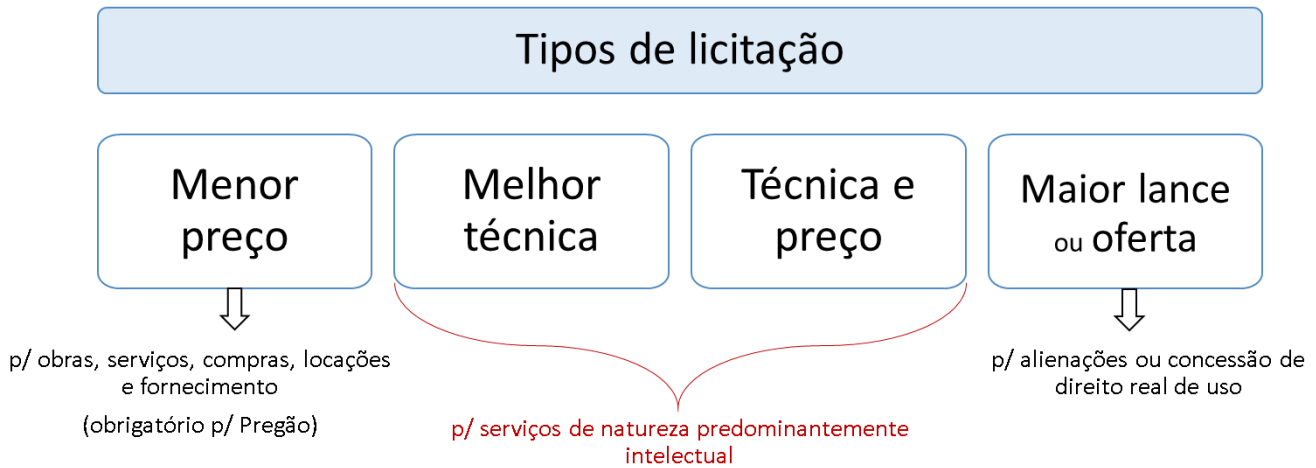 Tipos de licitação
Menor
preço
Melhor
técnica
Técnica e
preço
Maior lance
ou oferta
p/ obras, serviços, compras, locações
e fornecimento
(obrigatório p/ Pregão)
p/ serviços de natureza predominantemente
intelectual
p/ alienações ou concessão de
direito real de uso